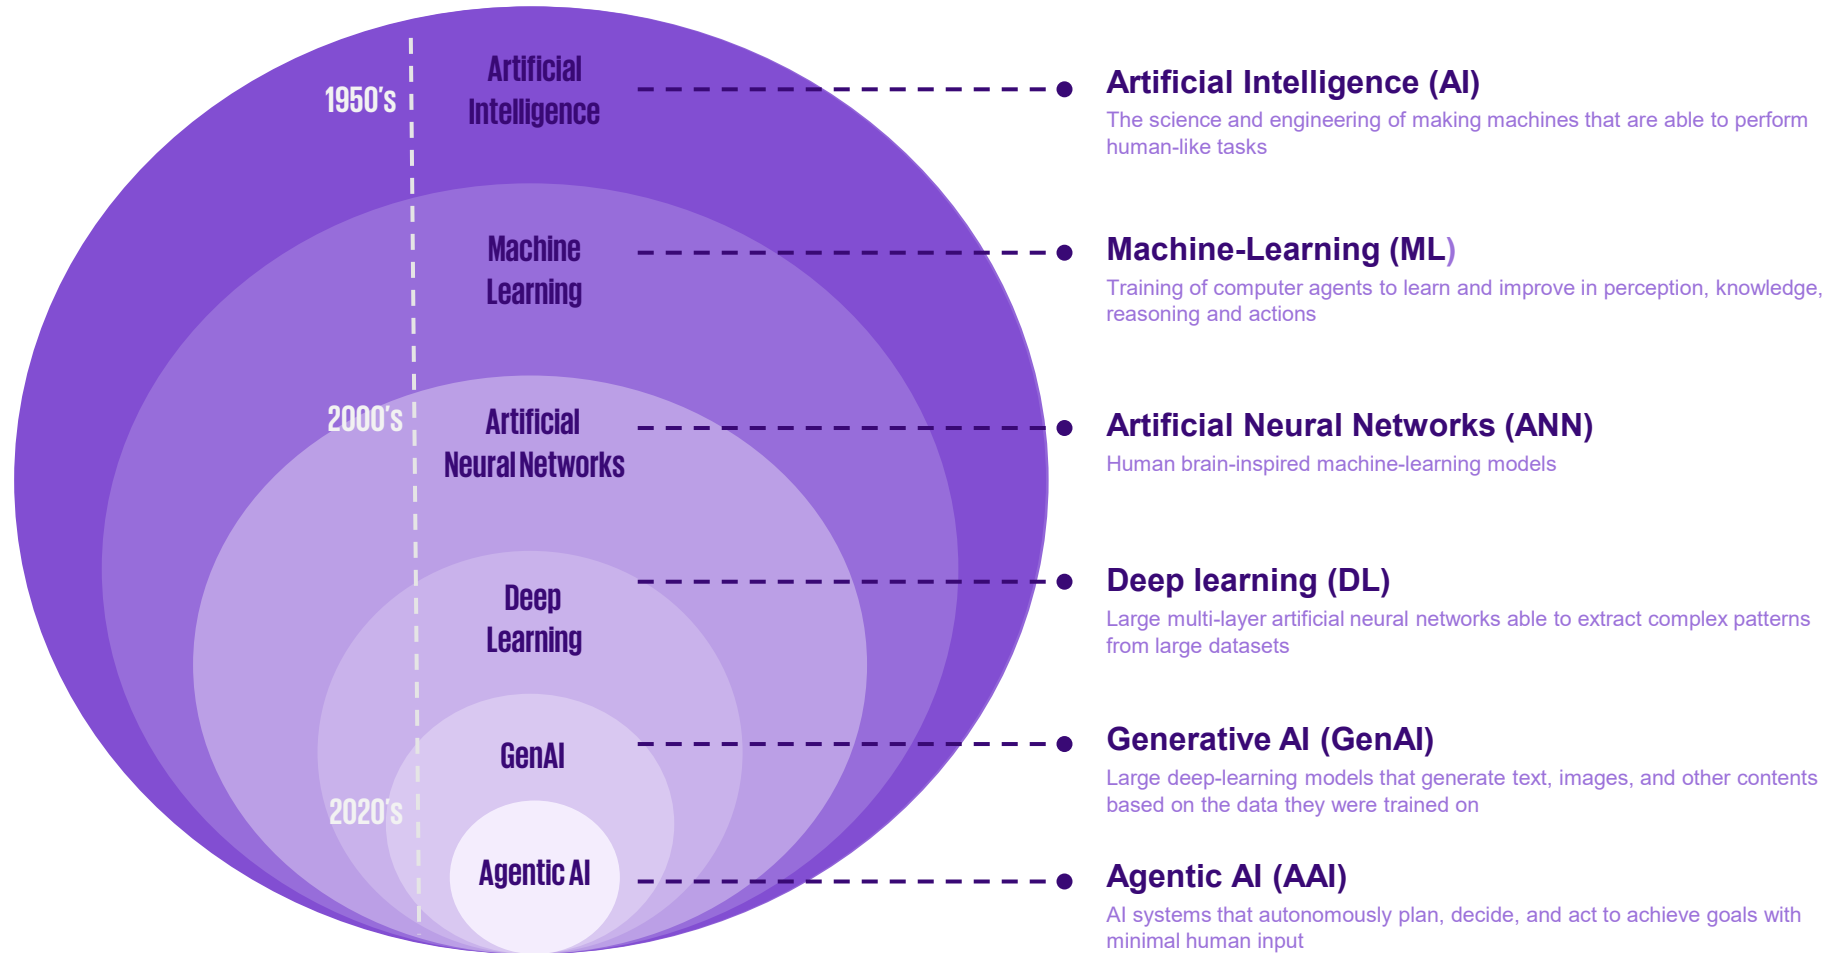 1950's
Artificial
Intelligence
Artificial Intelligence (AI)
The science and engineering of making machines that are able to perform
human-like tasks
Machine
Learning
Machine-Learning (ML)
Training of computer agents to learn and improve in perception, knowledge,
reasoning and actions
2000's
Artificial
Neural Networks
Artificial Neural Networks (ANN)
Human brain-inspired machine-learning models
Deep
Learning
Deep learning (DL)
Large multi-layer artificial neural networks able to extract complex patterns
from large datasets
GenAI
Generative AI (GenAI)
Large deep-learning models that generate text, images, and other contents
based on the data they were trained on
2020's
Agentic AI
Agentic AI (AAI)
AI systems that autonomously plan, decide, and act to achieve goals with
minimal human input